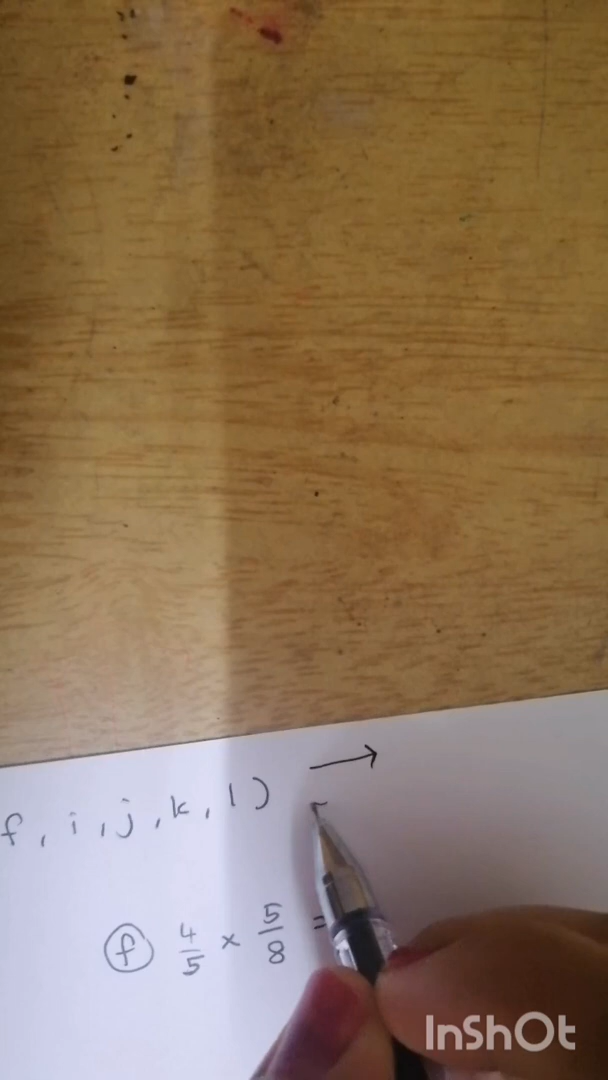 f, i, j, k, l) →
(f) 4/5 × 5/8 =
InShOt